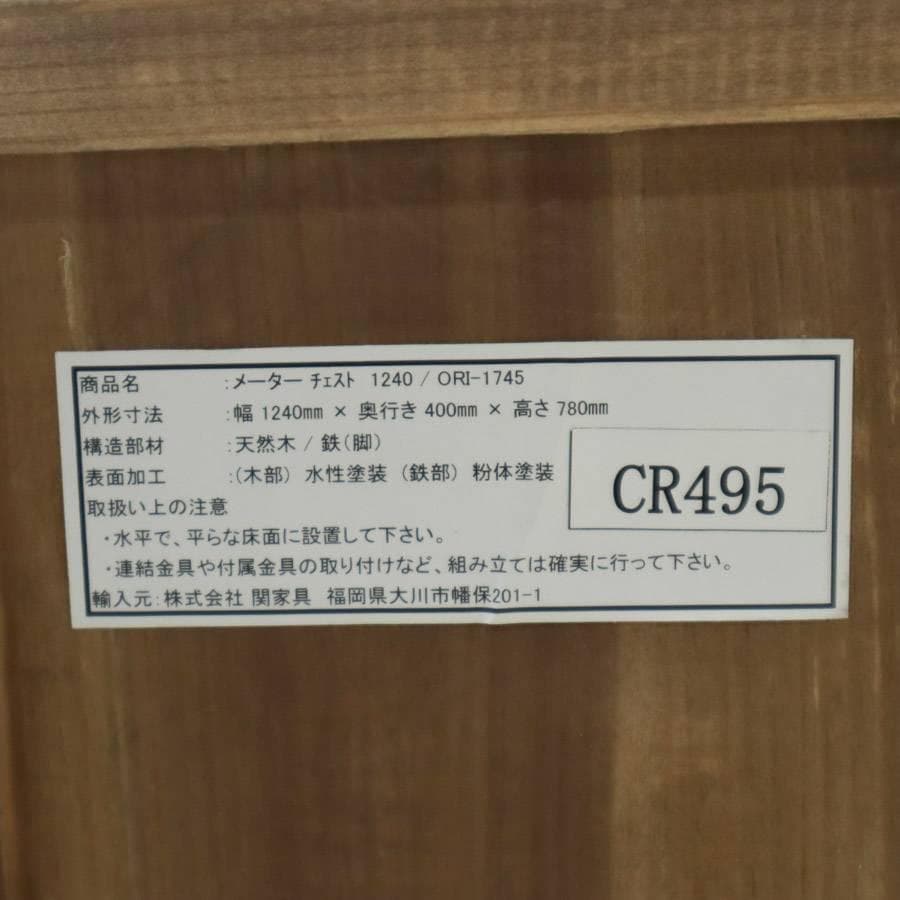 商品名 :メーター ﾁｪｽﾄ 1240 / ORI-1745
外形寸法 :幅 1240mm × 奥行き 400mm × 高さ 780mm
構造部材 :天然木 / 鉄(脚)
表面加工 :(木部) 水性塗装 (鉄部) 粉体塗装
CR495
取扱い上の注意
・水平で、平らな床面に設置して下さい。
・連結金具や付属金具の取り付けなど、組み立ては確実に行って下さい。
輸入元:株式会社 関家具 福岡県大川市幡保201-1